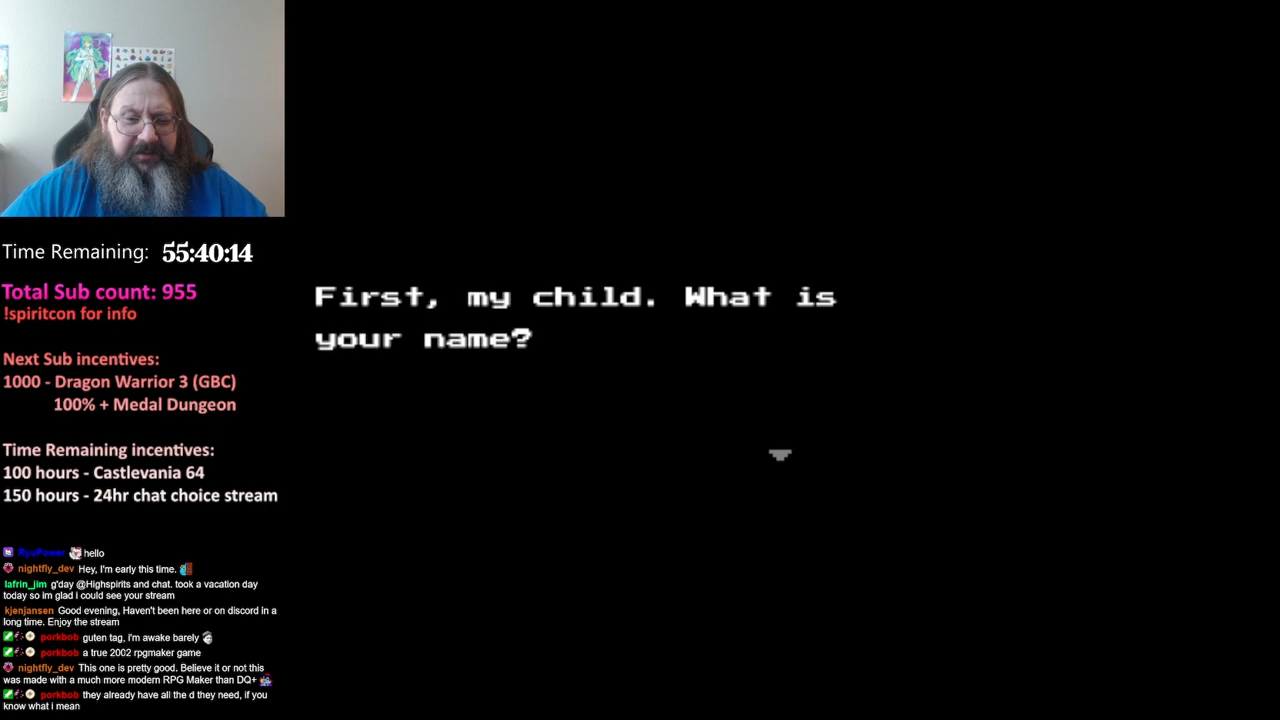 First, my child. What is
your name?
Time Remaining: 55:40:14
Total Sub count: 955
!spiritcon for info
Next Sub incentives:
1000 - Dragon Warrior 3 (GBC)
100% + Medal Dungeon
Time Remaining incentives:
100 hours - Castlevania 64
150 hours - 24hr chat choice stream
RyuPower hello
nightfly_dev Hey, I'm early this time.
lafrin_jim g'day @Highspirits and chat. took a vacation day
today so im glad i could see your stream
kjenjansen Good evening, Haven't been here or on discord in a
long time. Enjoy the stream
porkbob guten tag, I'm awake barely
porkbob a true 2002 rpgmaker game
nightfly_dev This one is pretty good. Believe it or not this
was made with a much more modern RPG Maker than DQ+
porkbob they already have all the d they need, if you
know what i mean